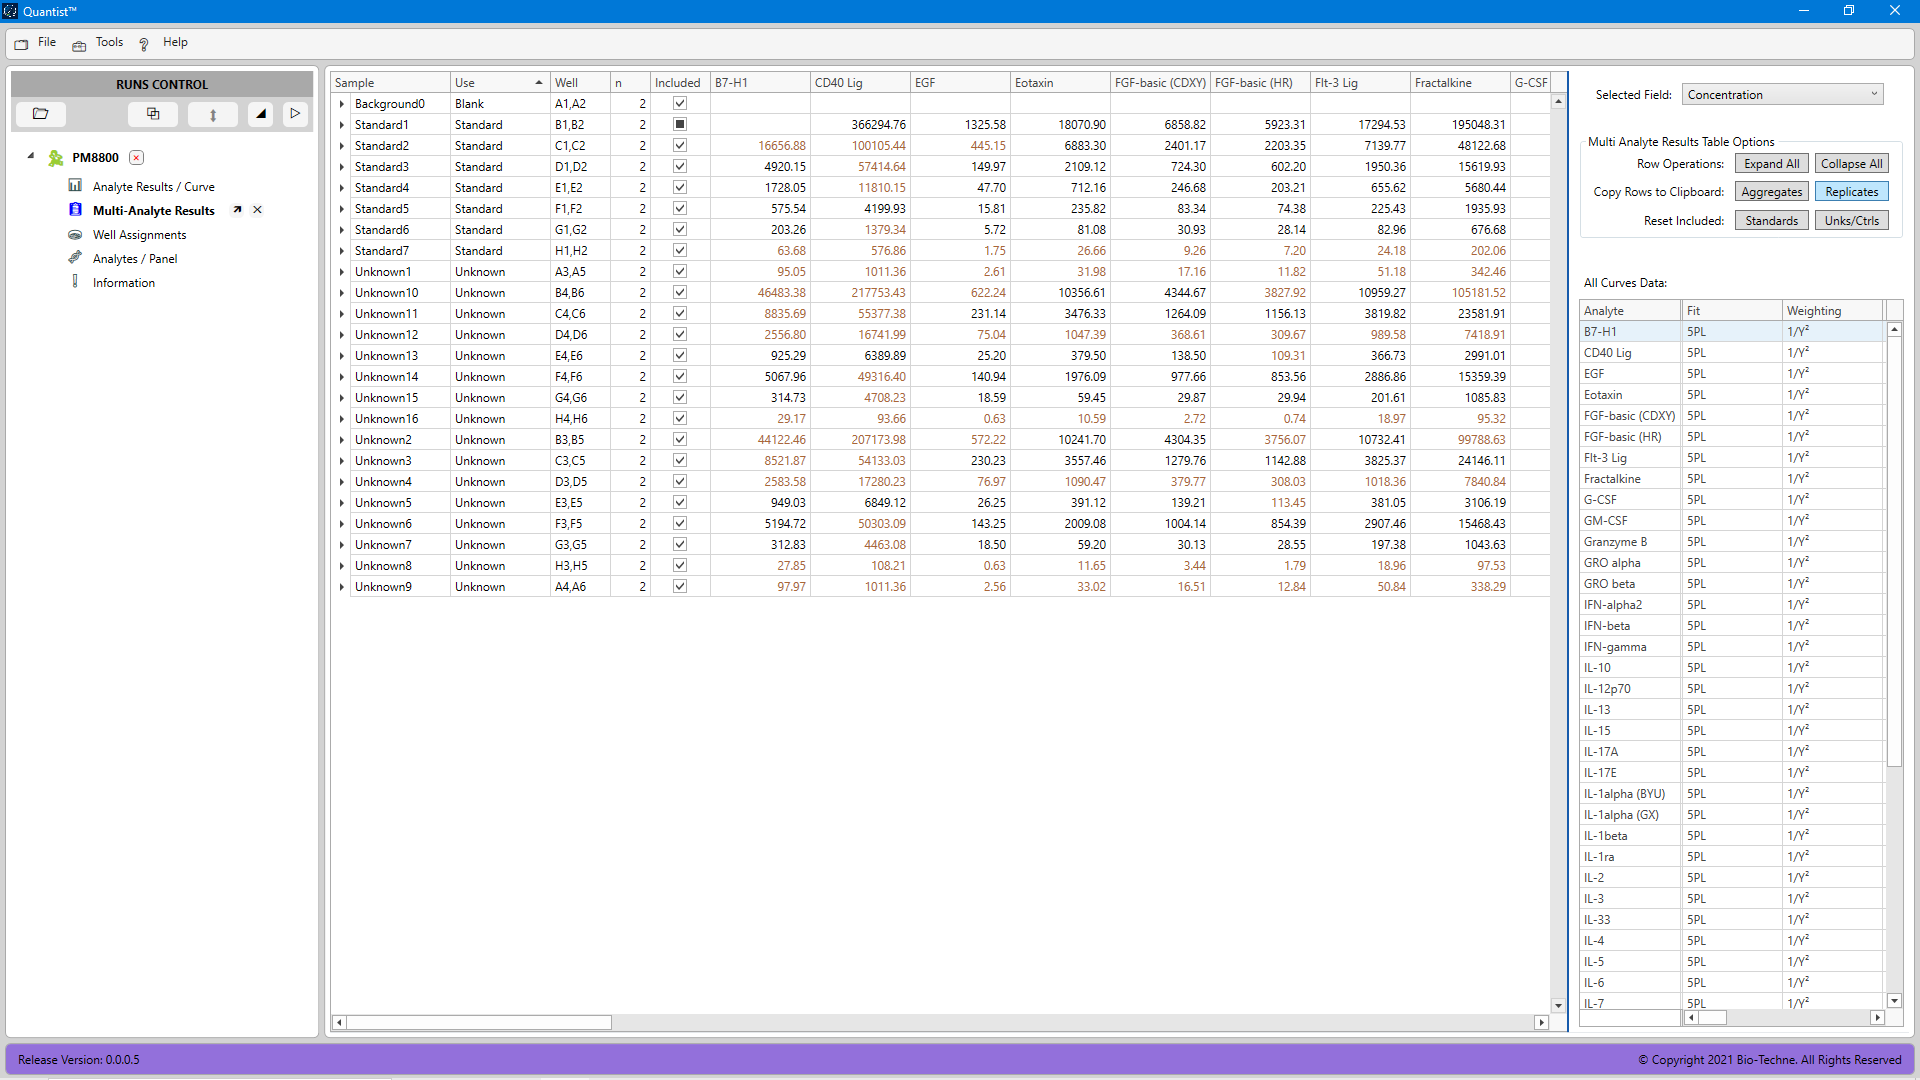 Quantist™
File Tools Help
RUNS CONTROL
PM8800
Analyte Results / Curve
Multi-Analyte Results
Well Assignments
Analytes / Panel
Information
Sample Use Well n Included B7-H1 CD40 Lig EGF Eotaxin FGF-basic (CDXY) FGF-basic (HR) Flt-3 Lig Fractalkine G-CSF
Background0 Blank A1,A2 2
Standard1 Standard B1,B2 2 366294.76 1325.58 18070.90 6858.82 5923.31 17294.53 195048.31
Standard2 Standard C1,C2 2 16656.88 100105.44 445.15 6883.30 2401.17 2203.35 7139.77 48122.68
Standard3 Standard D1,D2 2 4920.15 57414.64 149.97 2109.12 724.30 602.20 1950.36 15619.93
Standard4 Standard E1,E2 2 1728.05 11810.15 47.70 712.16 246.68 203.21 655.62 5680.44
Standard5 Standard F1,F2 2 575.54 4199.93 15.81 235.82 83.34 74.38 225.43 1935.93
Standard6 Standard G1,G2 2 203.26 1379.34 5.72 81.08 30.93 28.14 82.96 676.68
Standard7 Standard H1,H2 2 63.68 576.86 1.75 26.66 9.26 7.20 24.18 202.06
Unknown1 Unknown A3,A5 2 95.05 1011.36 2.61 31.98 17.16 11.82 51.18 342.46
Unknown10 Unknown B4,B6 2 46483.38 217753.43 622.24 10356.61 4344.67 3827.92 10959.27 105181.52
Unknown11 Unknown C4,C6 2 8835.69 55377.38 231.14 3476.33 1264.09 1156.13 3819.82 23581.91
Unknown12 Unknown D4,D6 2 2556.80 16741.99 75.04 1047.39 368.61 309.67 989.58 7418.91
Unknown13 Unknown E4,E6 2 925.29 6389.89 25.20 379.50 138.50 109.31 366.73 2991.01
Unknown14 Unknown F4,F6 2 5067.96 49316.40 140.94 1976.09 977.66 853.56 2886.86 15359.39
Unknown15 Unknown G4,G6 2 314.73 4708.23 18.59 59.45 29.87 29.94 201.61 1085.83
Unknown16 Unknown H4,H6 2 29.17 93.66 0.63 10.59 2.72 0.74 18.97 95.32
Unknown2 Unknown B3,B5 2 44122.46 207173.98 572.22 10241.70 4304.35 3756.07 10732.41 99788.63
Unknown3 Unknown C3,C5 2 8521.87 54133.03 230.23 3557.46 1279.76 1142.88 3825.37 24146.11
Unknown4 Unknown D3,D5 2 2583.58 17280.23 76.97 1090.47 379.77 308.03 1018.36 7840.84
Unknown5 Unknown E3,E5 2 949.03 6849.12 26.25 391.12 139.21 113.45 381.05 3106.19
Unknown6 Unknown F3,F5 2 5194.72 50303.09 143.25 2009.08 1004.14 854.39 2907.46 15468.43
Unknown7 Unknown G3,G5 2 312.83 4463.08 18.50 59.20 30.13 28.55 197.38 1043.63
Unknown8 Unknown H3,H5 2 27.85 108.21 0.63 11.65 3.44 1.79 18.96 97.53
Unknown9 Unknown A4,A6 2 97.97 1011.36 2.56 33.02 16.51 12.84 50.84 338.29
Selected Field: Concentration
Multi Analyte Results Table Options
Row Operations: Expand All Collapse All
Copy Rows to Clipboard: Aggregates Replicates
Reset Included: Standards Unks/Ctrls
All Curves Data:
Analyte Fit Weighting
B7-H1 5PL 1/Y²
CD40 Lig 5PL 1/Y²
EGF 5PL 1/Y²
Eotaxin 5PL 1/Y²
FGF-basic (CDXY) 5PL 1/Y²
FGF-basic (HR) 5PL 1/Y²
Flt-3 Lig 5PL 1/Y²
Fractalkine 5PL 1/Y²
G-CSF 5PL 1/Y²
GM-CSF 5PL 1/Y²
Granzyme B 5PL 1/Y²
GRO alpha 5PL 1/Y²
GRO beta 5PL 1/Y²
IFN-alpha2 5PL 1/Y²
IFN-beta 5PL 1/Y²
IFN-gamma 5PL 1/Y²
IL-10 5PL 1/Y²
IL-12p70 5PL 1/Y²
IL-13 5PL 1/Y²
IL-15 5PL 1/Y²
IL-17A 5PL 1/Y²
IL-17E 5PL 1/Y²
IL-1alpha (BYU) 5PL 1/Y²
IL-1alpha (GX) 5PL 1/Y²
IL-1beta 5PL 1/Y²
IL-1ra 5PL 1/Y²
IL-2 5PL 1/Y²
IL-3 5PL 1/Y²
IL-33 5PL 1/Y²
IL-4 5PL 1/Y²
IL-5 5PL 1/Y²
IL-6 5PL 1/Y²
IL-7 5PL 1/Y²
Release Version: 0.0.0.5
© Copyright 2021 Bio-Techne. All Rights Reserved